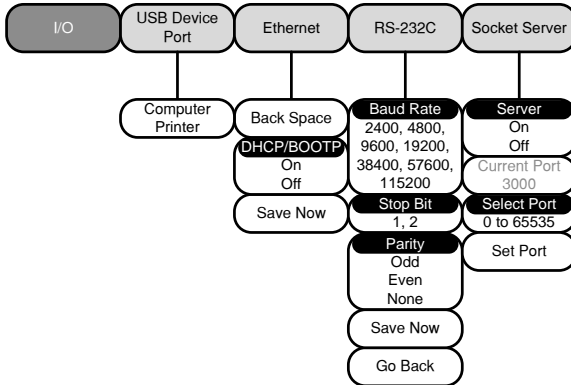 I/O
USB Device
Port
Ethernet
RS-232C
Socket Server
Computer
Printer
Back Space
DHCP/BOOTP
On
Off
Save Now
Baud Rate
2400, 4800,
9600, 19200,
38400, 57600,
115200
Stop Bit
1, 2
Parity
Odd
Even
None
Save Now
Go Back
Server
On
Off
Current Port
3000
Select Port
0 to 65535
Set Port